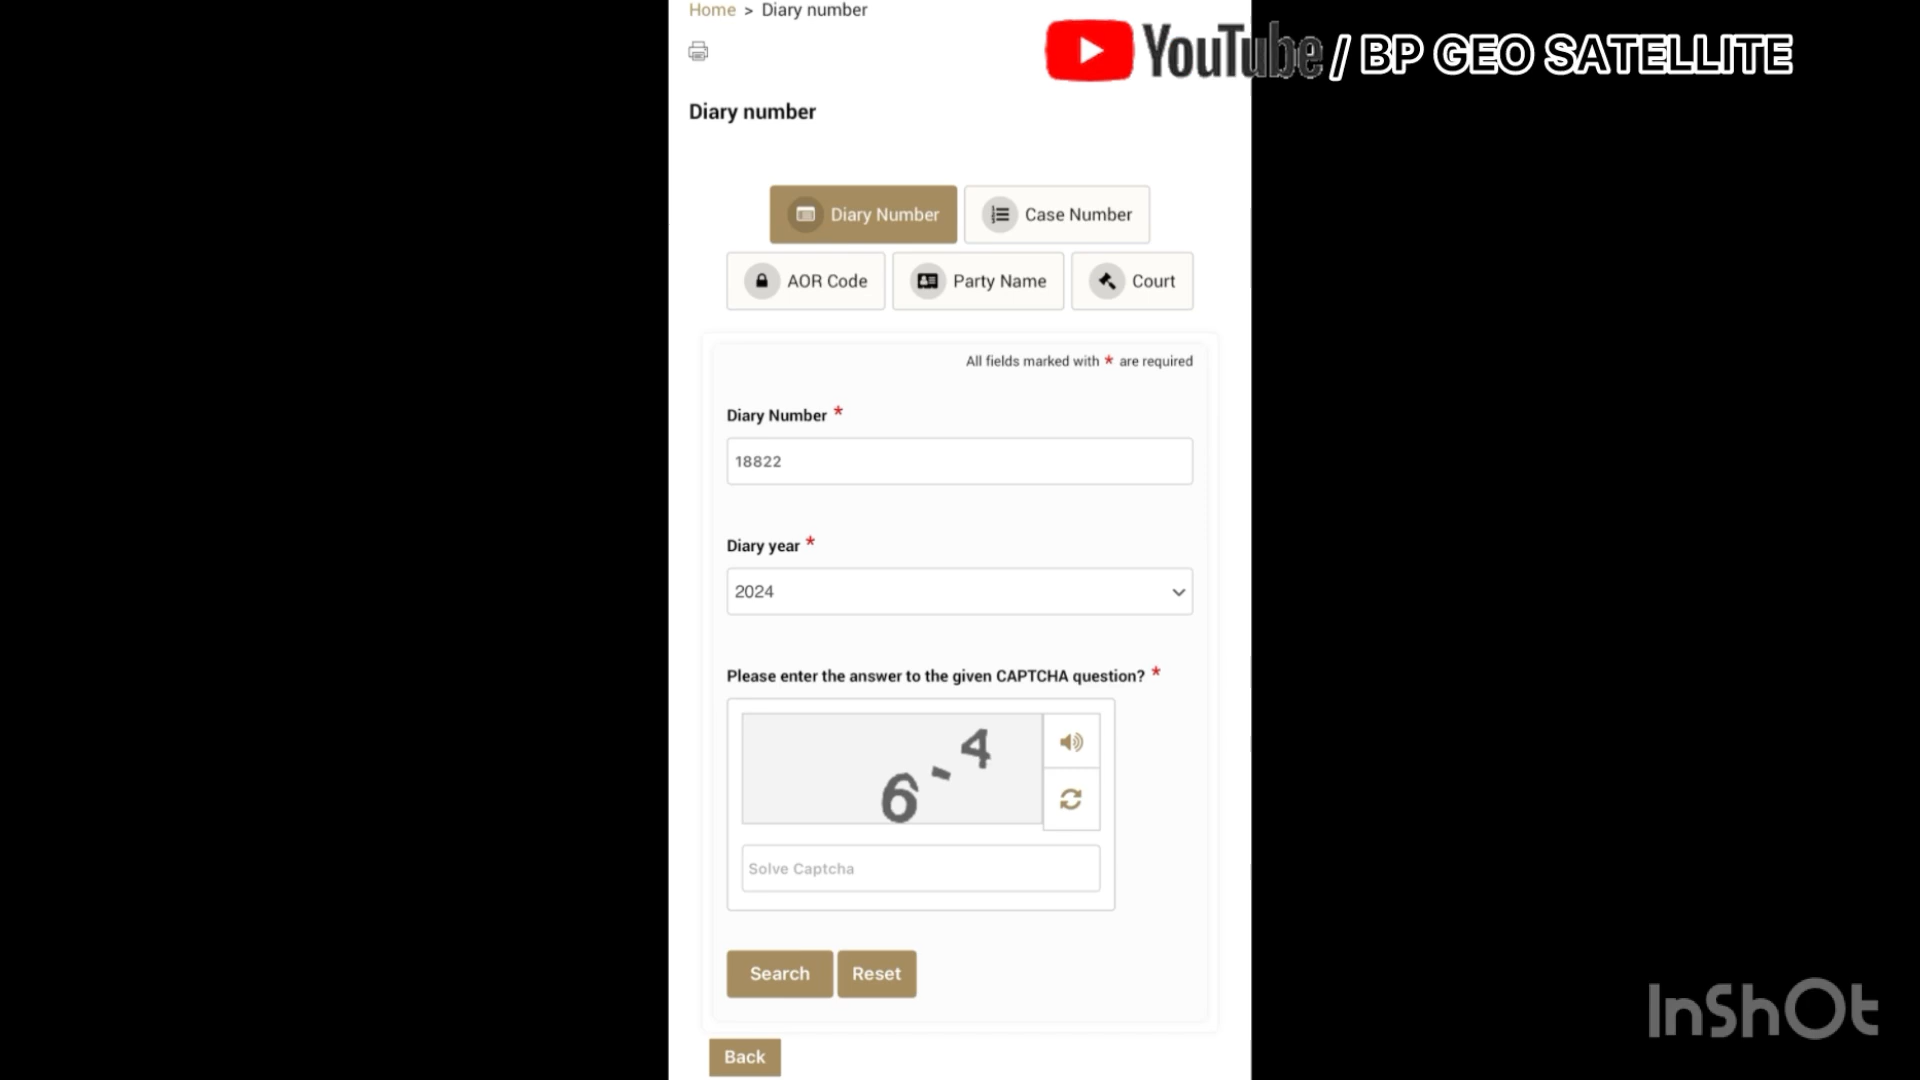 Home > Diary number
YouTube / BP GEO SATELLITE
Diary number
Diary Number
Case Number
AOR Code
Party Name
Court
All fields marked with * are required
Diary Number *
18822
Diary year *
2024
Please enter the answer to the given CAPTCHA question? *
6 - 4
Solve Captcha
Search
Reset
Back
InShOt